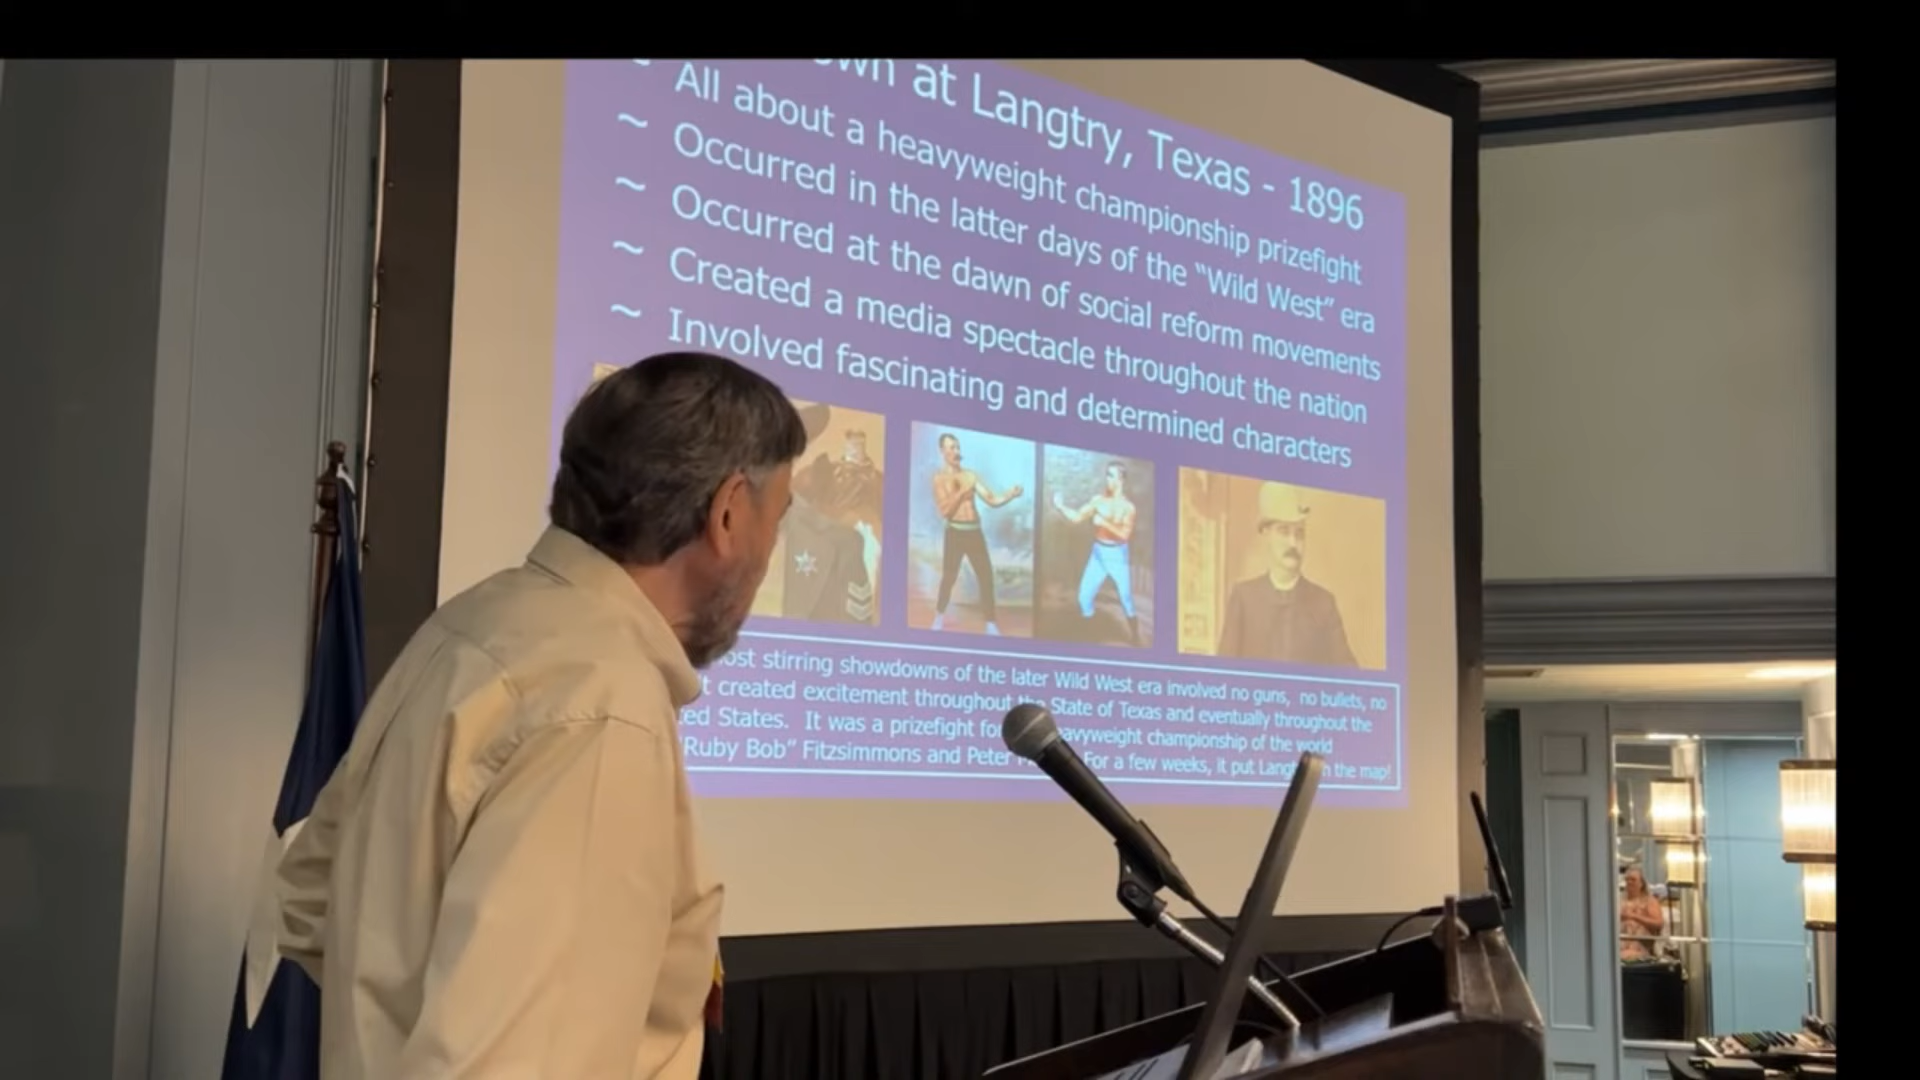 at Langtry, Texas - 1896
~ All about a heavyweight championship prizefight
~ Occurred in the latter days of the “Wild West” era
~ Occurred at the dawn of social reform movements
~ Created a media spectacle throughout the nation
~ Involved fascinating and determined characters
stirring showdowns of the later Wild West era involved no guns, no bullets, no
created excitement throughout the State of Texas and eventually throughout the
States. It was a prizefight for heavyweight championship of the world
“Ruby Bob” Fitzsimmons and Peter For a few weeks, it put Langtry on the map!